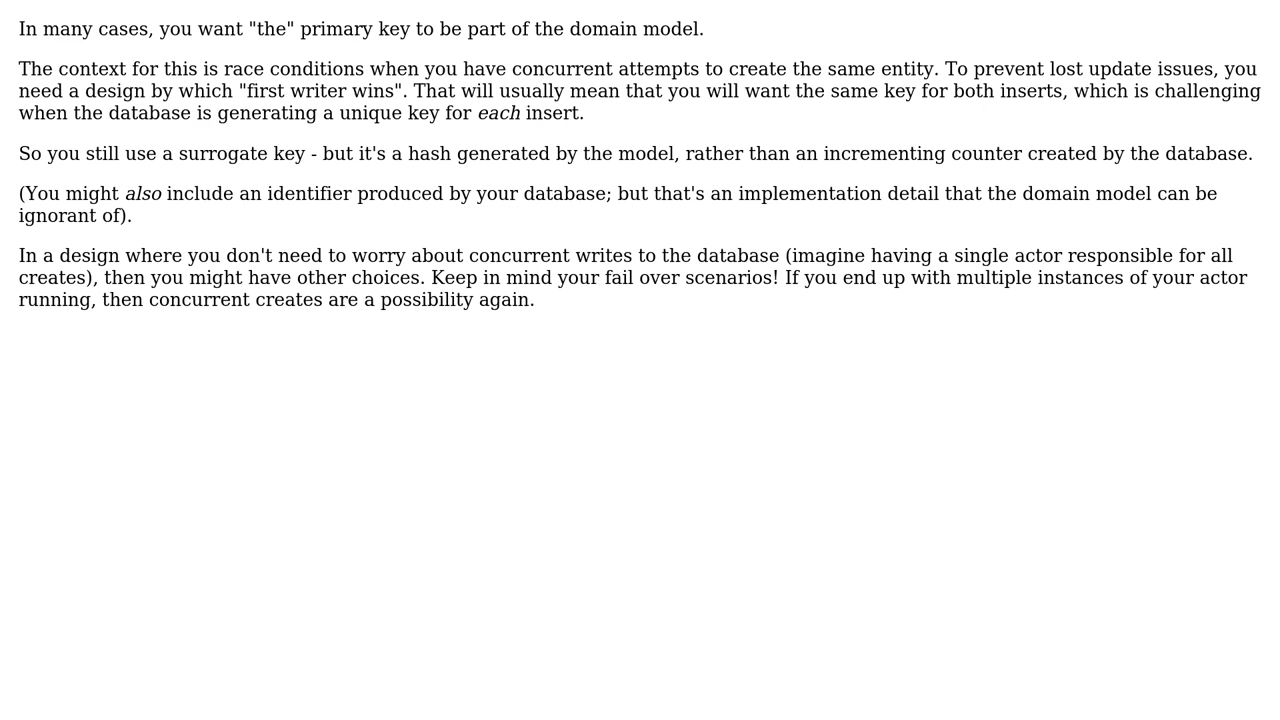 In many cases, you want "the" primary key to be part of the domain model.
The context for this is race conditions when you have concurrent attempts to create the same entity. To prevent lost update issues, you
need a design by which "first writer wins". That will usually mean that you will want the same key for both inserts, which is challenging
when the database is generating a unique key for each insert.
So you still use a surrogate key - but it's a hash generated by the model, rather than an incrementing counter created by the database.
(You might also include an identifier produced by your database; but that's an implementation detail that the domain model can be
ignorant of).
In a design where you don't need to worry about concurrent writes to the database (imagine having a single actor responsible for all
creates), then you might have other choices. Keep in mind your fail over scenarios! If you end up with multiple instances of your actor
running, then concurrent creates are a possibility again.